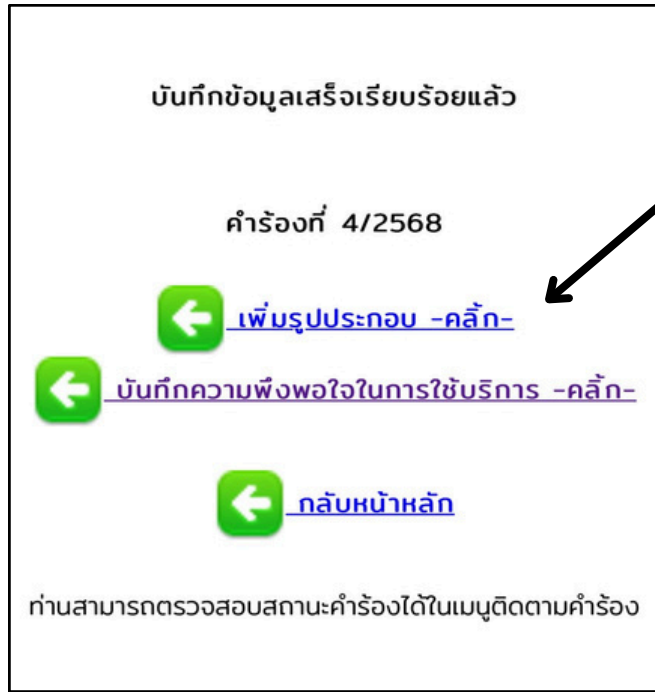 บันทึกข้อมูลเสร็จเรียบร้อยแล้ว
คำร้องที่ 4/2568
เพิ่มรูปประกอบ -คลิ้ก-
บันทึกความพึงพอใจในการใช้บริการ -คลิ้ก-
กลับหน้าหลัก
ท่านสามารถตรวจสอบสถานะคำร้องได้ในเมนูติดตามคำร้อง